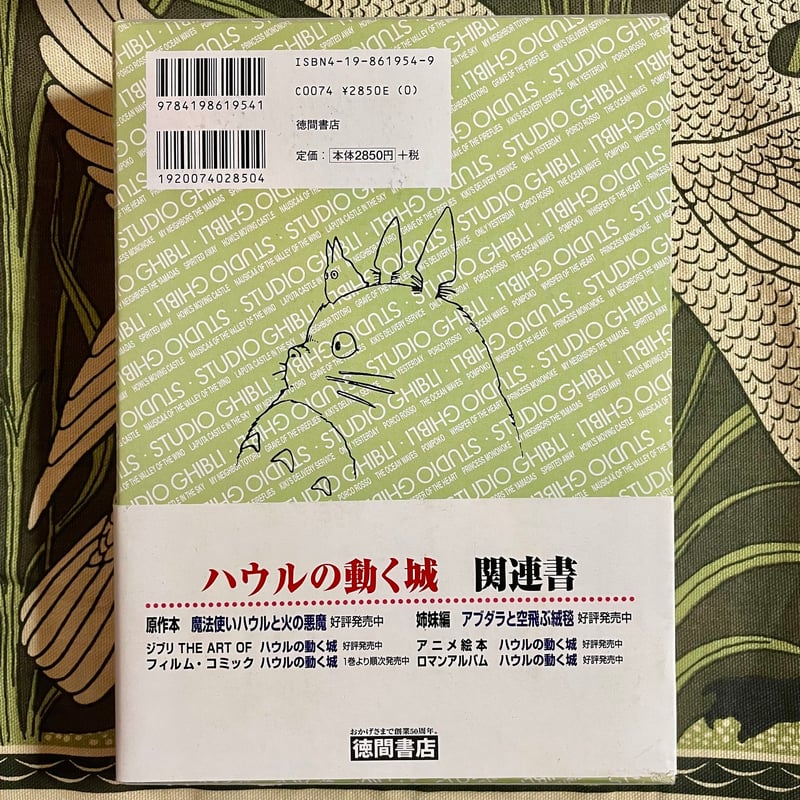 ISBN4-19-861954-9
C0074 ¥2850E (0)
徳間書店
定価：本体2850円+税
9784198619541
1920074028504
STUDIO GHIBLI · STUDIO GHIBLI · STUDIO GHIBLI
NAUSICAÄ OF THE VALLEY OF THE WIND LAPUTA CASTLE IN THE SKY MY NEIGHBOR TOTORO GRAVE OF THE FIREFLIES KIKI'S DELIVERY SERVICE ONLY YESTERDAY PORCO ROSSO THE OCEAN WAVES POMPOKO WHISPER OF THE HEART PRINCESS MONONOKE MY NEIGHBORS THE YAMADAS SPIRITED AWAY HOWL'S MOVING CASTLE
ハウルの動く城 関連書
原作本 魔法使いハウルと火の悪魔 好評発売中 姉妹編 アブダラと空飛ぶ絨毯 好評発売中
ジブリ THE ART OF ハウルの動く城 好評発売中 アニメ絵本 ハウルの動く城 好評発売中
フィルム・コミック ハウルの動く城 1巻より順次発売中 ロマンアルバム ハウルの動く城 好評発売中
おかげさまで創業50周年。
徳間書店